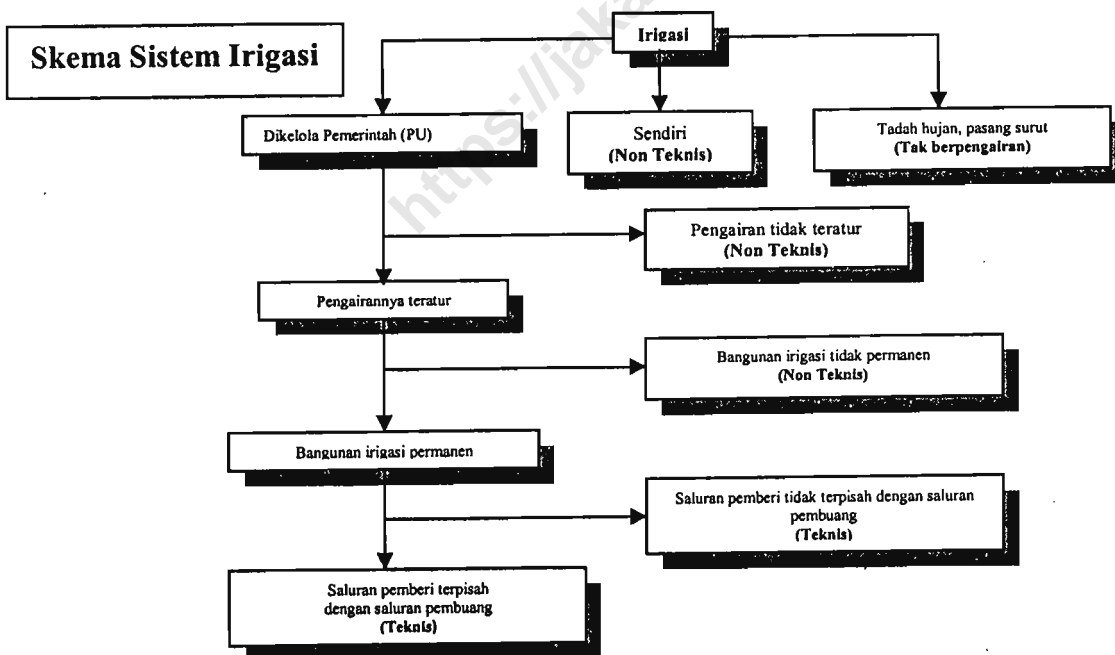 Skema Sistem Irigasi
Irigasi
Dikelola Pemerintah (PU)
Sendiri
(Non Teknis)
Tadah hujan, pasang surut
(Tak berpengairan)
Pengairan tidak teratur
(Non Teknis)
Pengairannya teratur
Bangunan irigasi tidak permanen
(Non Teknis)
Bangunan irigasi permanen
Saluran pemberi tidak terpisah dengan saluran
pembuang
(Teknis)
Saluran pemberi terpisah
dengan saluran pembuang
(Teknis)
https://jaka